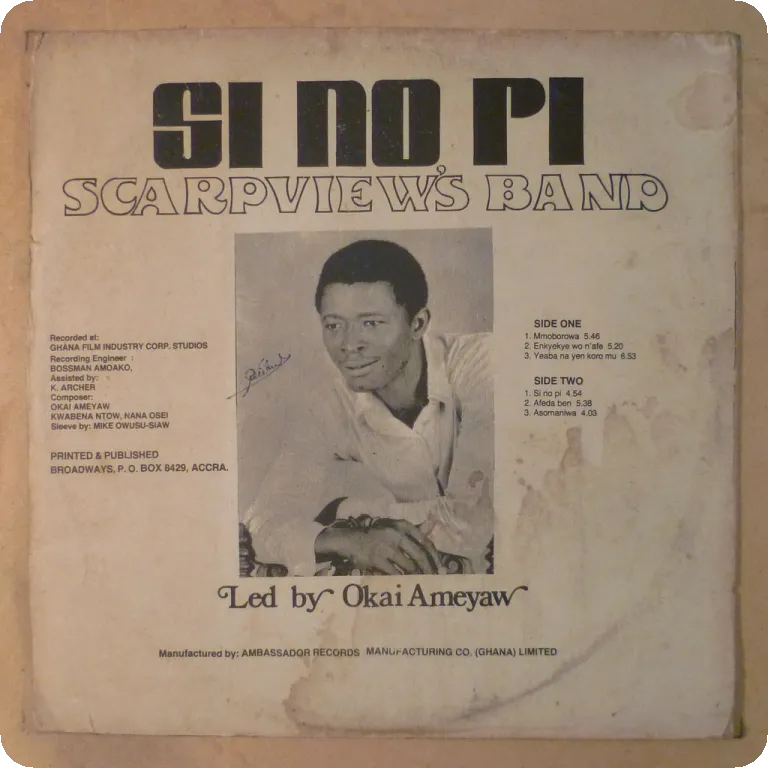 SI NO PI
SCARPVIEW'S BAND
Recorded at:
GHANA FILM INDUSTRY CORP. STUDIOS
Recording Engineer :
BOSSMAN AMOAKO,
Assisted by:
K. ARCHER
Composer:
OKAI AMEYAW
KWABENA NTOW, NANA OSEI
Sleeve by: MIKE OWUSU-SIAW
PRINTED & PUBLISHED
BROADWAYS, P. O. BOX 8429, ACCRA.
SIDE ONE
1. Mmoborowa 5.46
2. Enkyekye wo n'afe 5.20
3. Yeaba na yen koro mu 6.53
SIDE TWO
1. Si no pi 4.54
2. Afeda ben 5.38
3. Asomaniwa 4.03
Led by Okai Ameyaw
Manufactured by: AMBASSADOR RECORDS MANUFACTURING CO. (GHANA) LIMITED